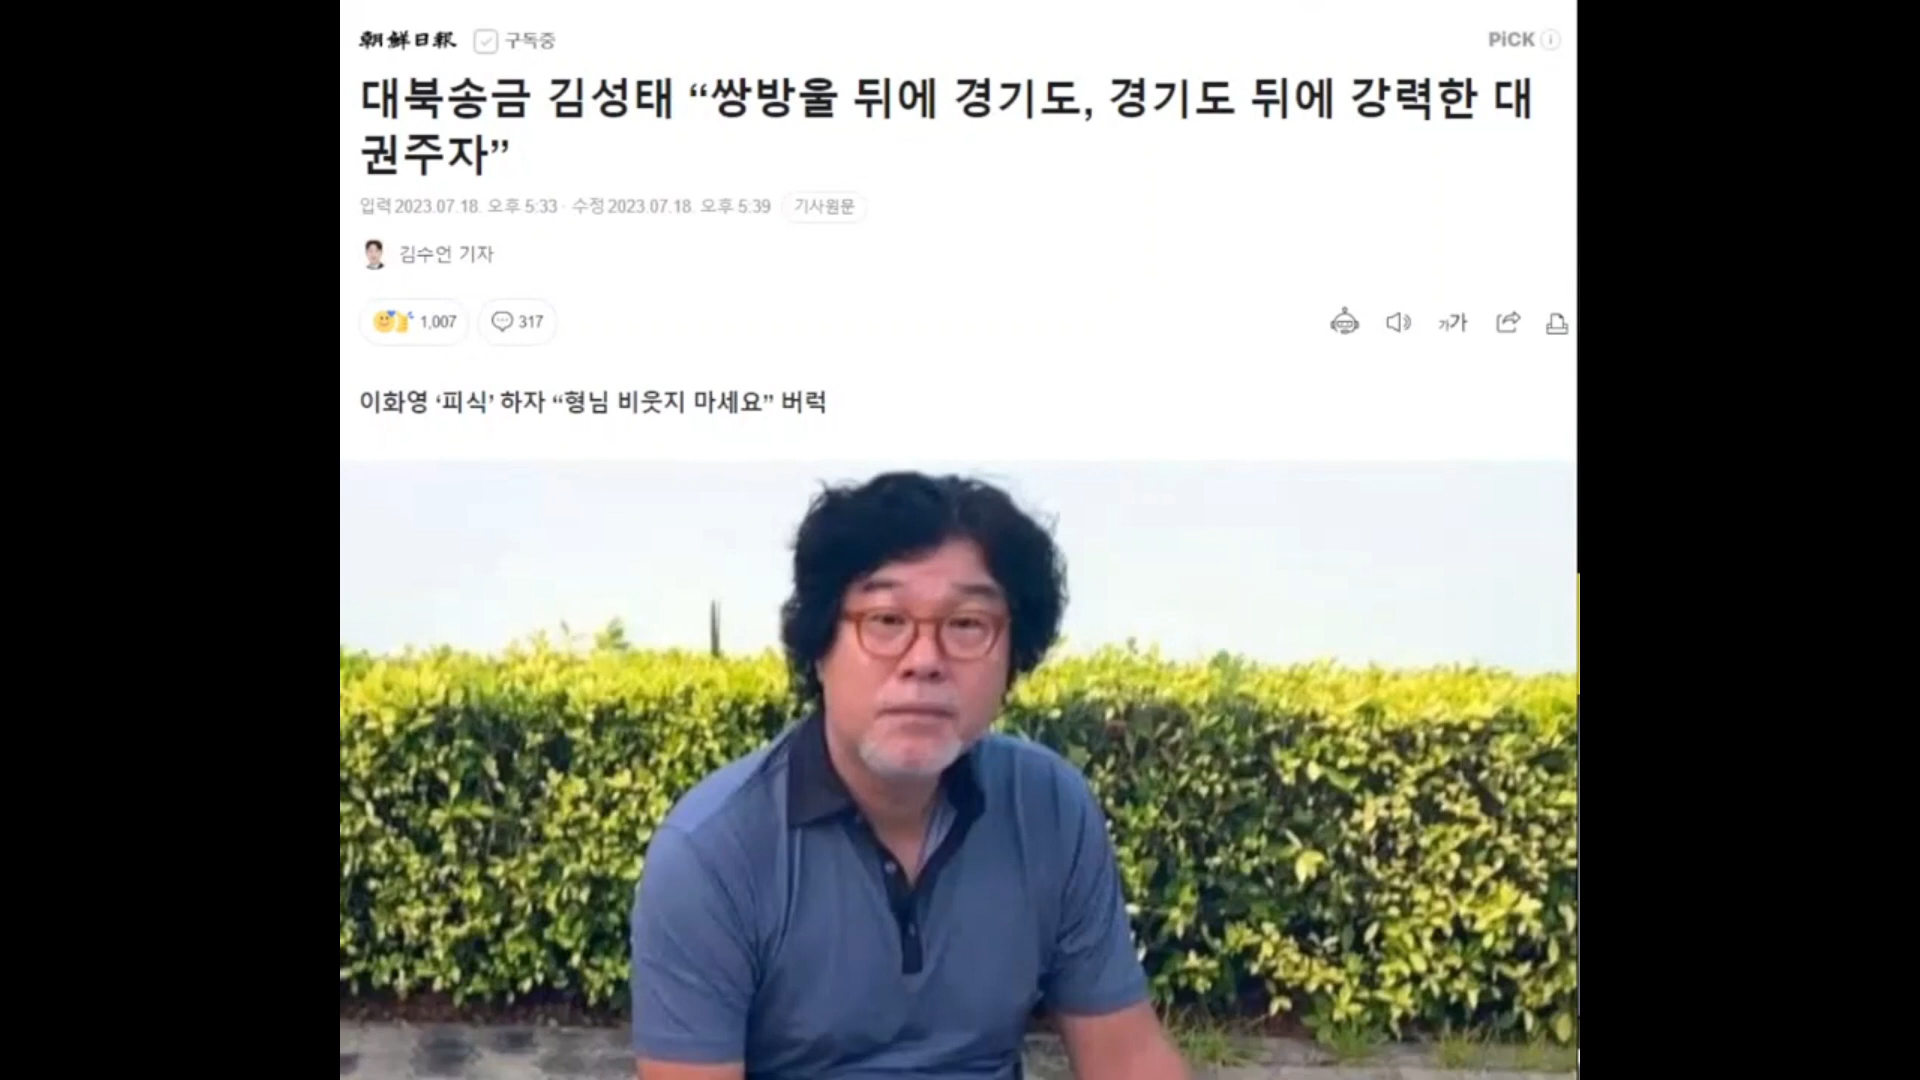 朝鮮日報 구독중 PiCK
대북송금 김성태 “쌍방울 뒤에 경기도, 경기도 뒤에 강력한 대
권주자”
입력 2023.07.18. 오후 5:33 · 수정 2023.07.18. 오후 5:39 기사원문
김수언 기자
1,007 317 가가
이화영 ‘피식’ 하자 “형님 비웃지 마세요” 버럭